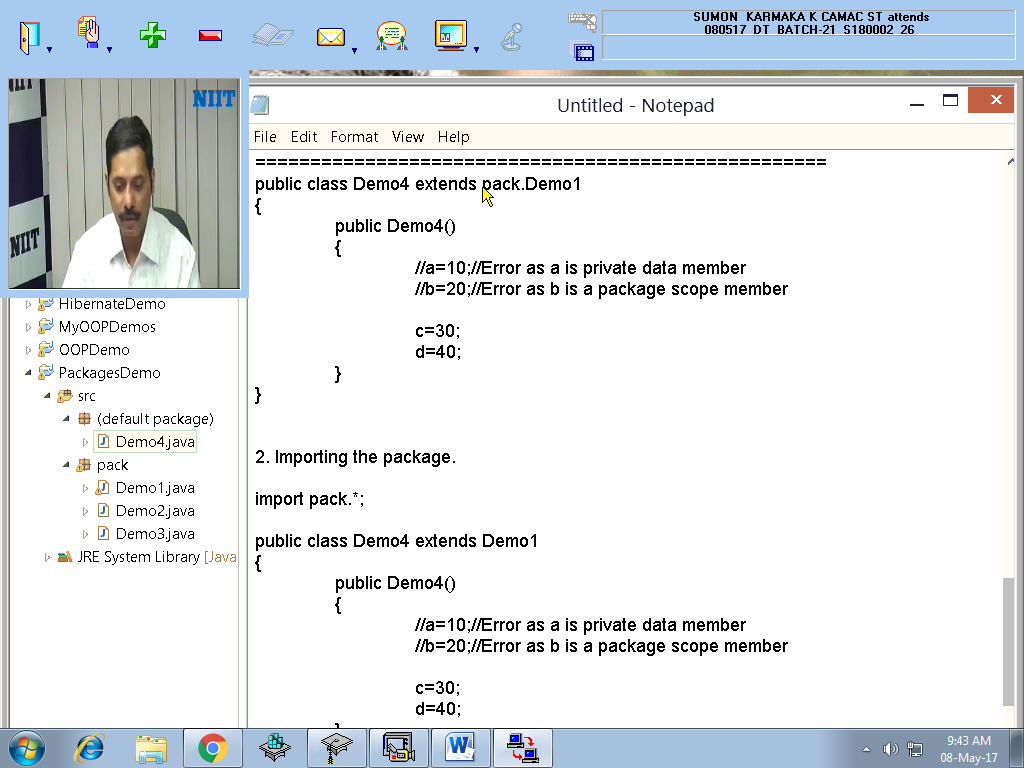 SUMON KARMAKA K CAMAC ST attends
080517 DT BATCH-21 S180002 26
NIIT
NIIT
Untitled - Notepad
File Edit Format View Help
====================================================
public class Demo4 extends pack.Demo1
{
public Demo4()
{
//a=10;//Error as a is private data member
//b=20;//Error as b is a package scope member
c=30;
d=40;
}
}
2. Importing the package.
import pack.*;
public class Demo4 extends Demo1
{
public Demo4()
{
//a=10;//Error as a is private data member
//b=20;//Error as b is a package scope member
c=30;
d=40;
HibernateDemo
MyOOPDemos
OOPDemo
PackagesDemo
src
(default package)
Demo4.java
pack
Demo1.java
Demo2.java
Demo3.java
JRE System Library [Java
9:43 AM
08-May-17